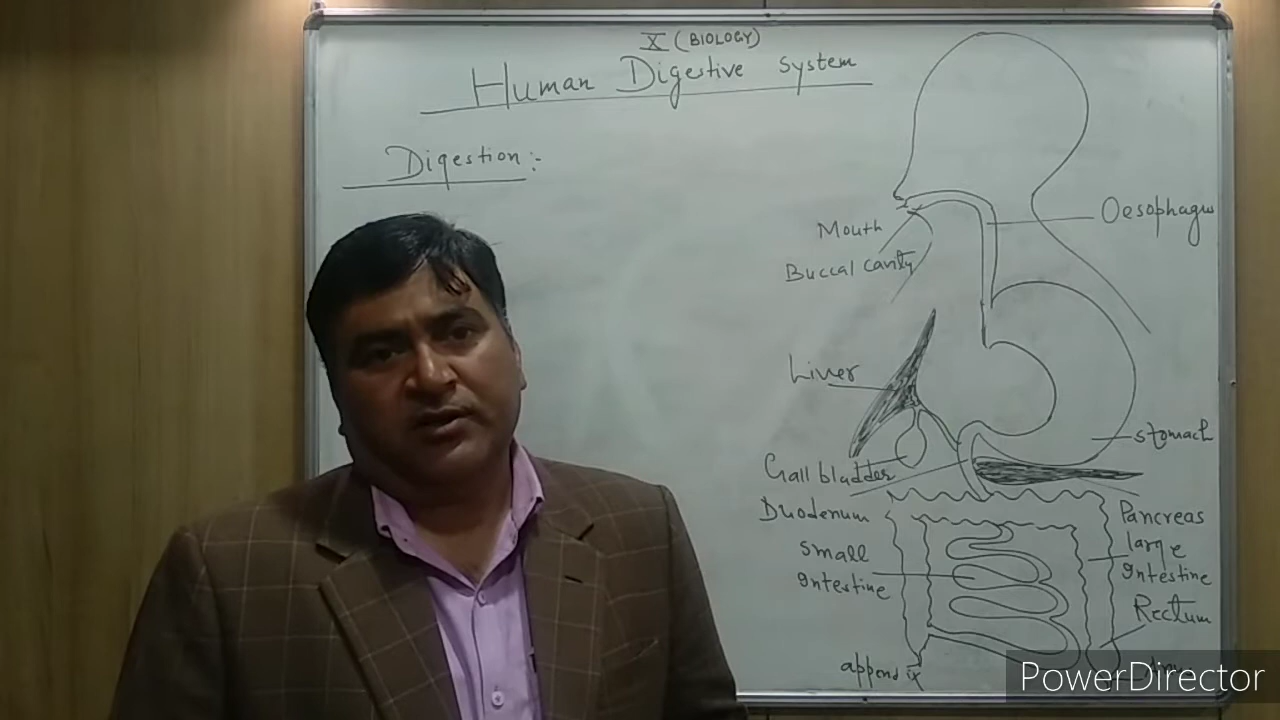 X (BIOLOGY)
Human Digestive System
Digestion :-
Oesophagus
Mouth
Buccal cavity
Liver
Stomach
Gall bladder
Duodenum
Pancreas
Small
Intestine
large
Intestine
Rectum
appendix
PowerDirector